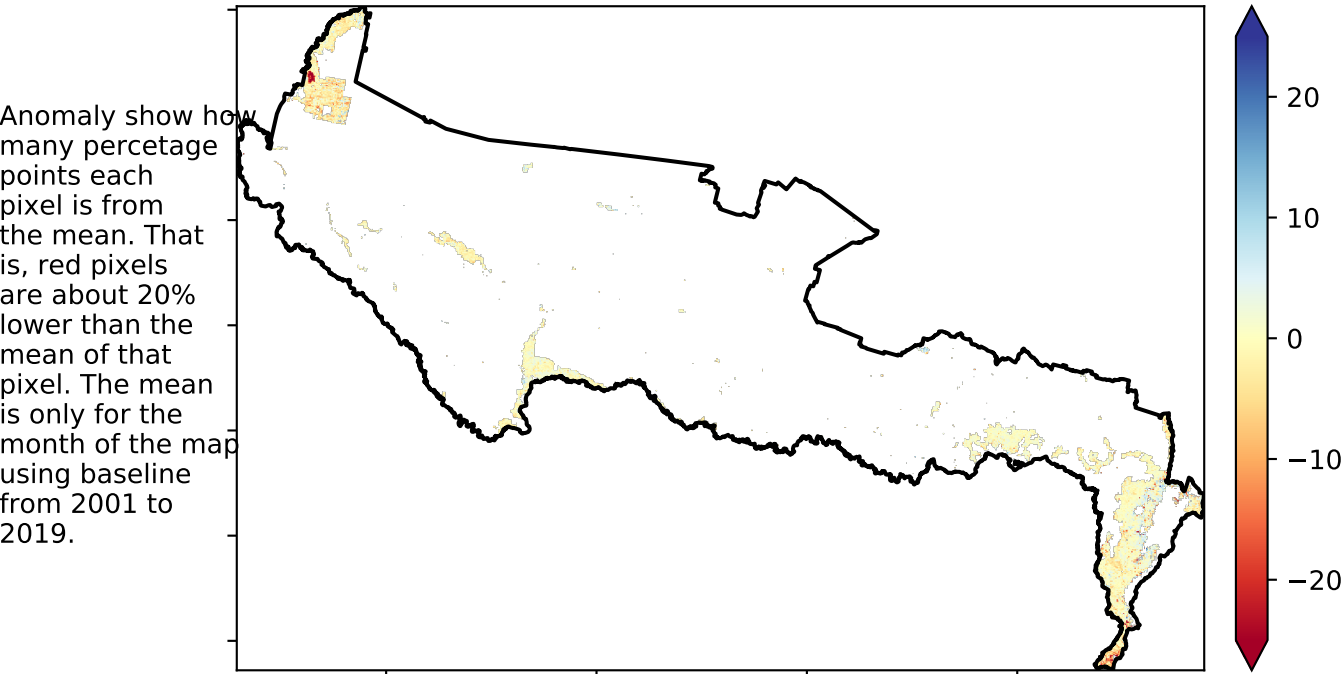 Anomaly show how
many percetage
points each
pixel is from
the mean. That
is, red pixels
are about 20%
lower than the
mean of that
pixel. The mean
is only for the
month of the map
using baseline
from 2001 to
2019.
20
10
0
−10
−20